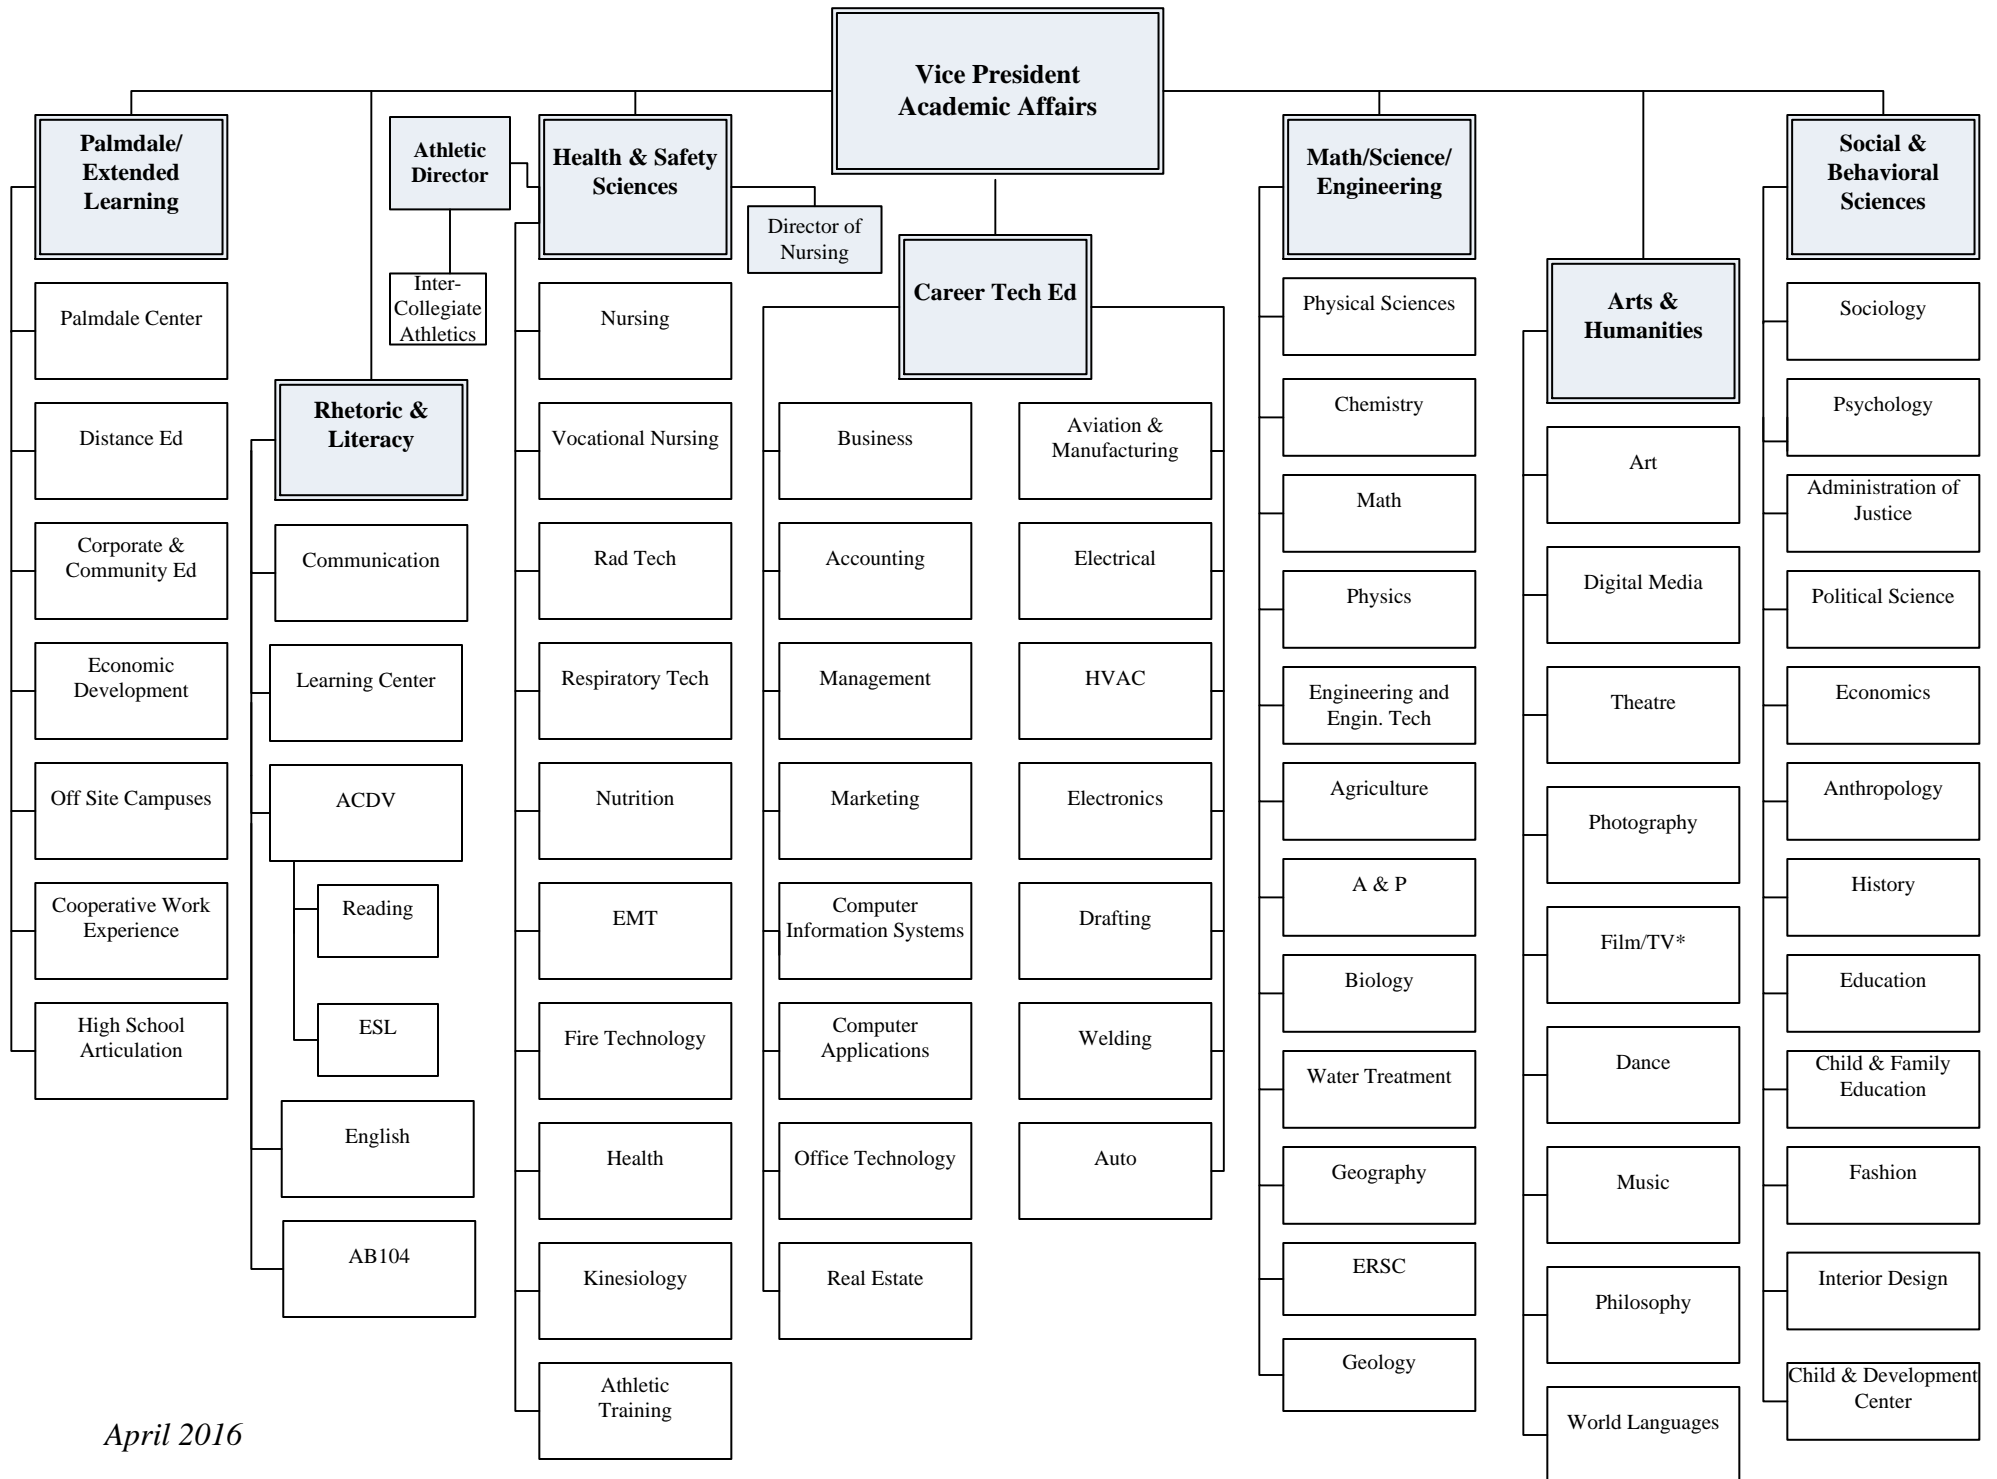 Vice President
Academic Affairs
Palmdale/
Extended
Learning
Palmdale Center
Distance Ed
Corporate &
Community Ed
Economic
Development
Off Site Campuses
Cooperative Work
Experience
High School
Articulation
Rhetoric &
Literacy
Communication
Learning Center
ACDV
Reading
ESL
English
AB104
Athletic
Director
Inter-
Collegiate
Athletics
Health & Safety
Sciences
Director of
Nursing
Nursing
Vocational Nursing
Rad Tech
Respiratory Tech
Nutrition
EMT
Fire Technology
Health
Kinesiology
Athletic
Training
Career Tech Ed
Business
Accounting
Management
Marketing
Computer
Information Systems
Computer
Applications
Office Technology
Real Estate
Aviation &
Manufacturing
Electrical
HVAC
Electronics
Drafting
Welding
Auto
Math/Science/
Engineering
Physical Sciences
Chemistry
Math
Physics
Engineering and
Engin. Tech
Agriculture
A & P
Biology
Water Treatment
Geography
ERSC
Geology
Arts &
Humanities
Art
Digital Media
Theatre
Photography
Film/TV*
Dance
Music
Philosophy
World Languages
Social &
Behavioral
Sciences
Sociology
Psychology
Administration of
Justice
Political Science
Economics
Anthropology
History
Education
Child & Family
Education
Fashion
Interior Design
Child & Development
Center
April 2016